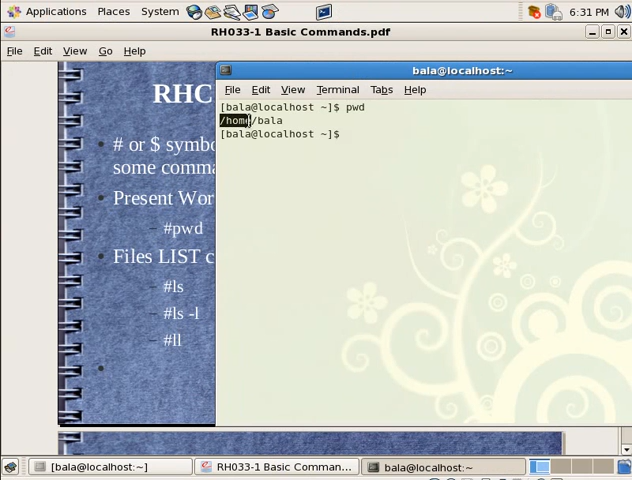 Applications Places System 6:31 PM
RH033-1 Basic Commands.pdf
File Edit View Go Help
bala@localhost:~
File Edit View Terminal Tabs Help
[bala@localhost ~]$ pwd
/home/bala
[bala@localhost ~]$
RHC
# or $ symbo
some comma
Present Wor
#pwd
Files LIST c
#ls
#ls -l
#ll
[bala@localhost:~] RH033-1 Basic Comman... bala@localhost:~